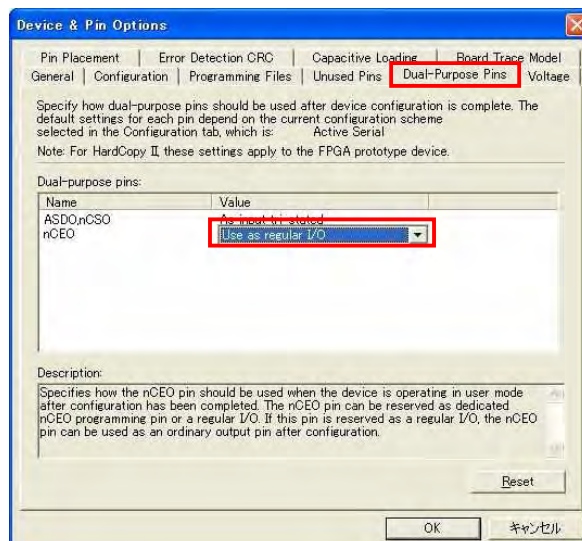 Device & Pin Options
Pin Placement | Error Detection CRC | Capacitive Loading | Board Trace Model
General | Configuration | Programming Files | Unused Pins | Dual-Purpose Pins | Voltage
Specify how dual-purpose pins should be used after device configuration is complete. The
default settings for each pin depend on the current configuration scheme
selected in the Configuration tab, which is: Active Serial
Note: For HardCopy II, these settings apply to the FPGA prototype device.
Dual-purpose pins:
Name Value
ASDO,nCSO As input tri-stated
nCEO Use as regular I/O
Description:
Specifies how the nCEO pin should be used when the device is operating in user mode
after configuration has been completed. The nCEO pin can be reserved as dedicated
nCEO programming pin or a regular I/O. If this pin is reserved as a regular I/O, the nCEO
pin can be used as an ordinary output pin after configuration.
Reset
OK キャンセル